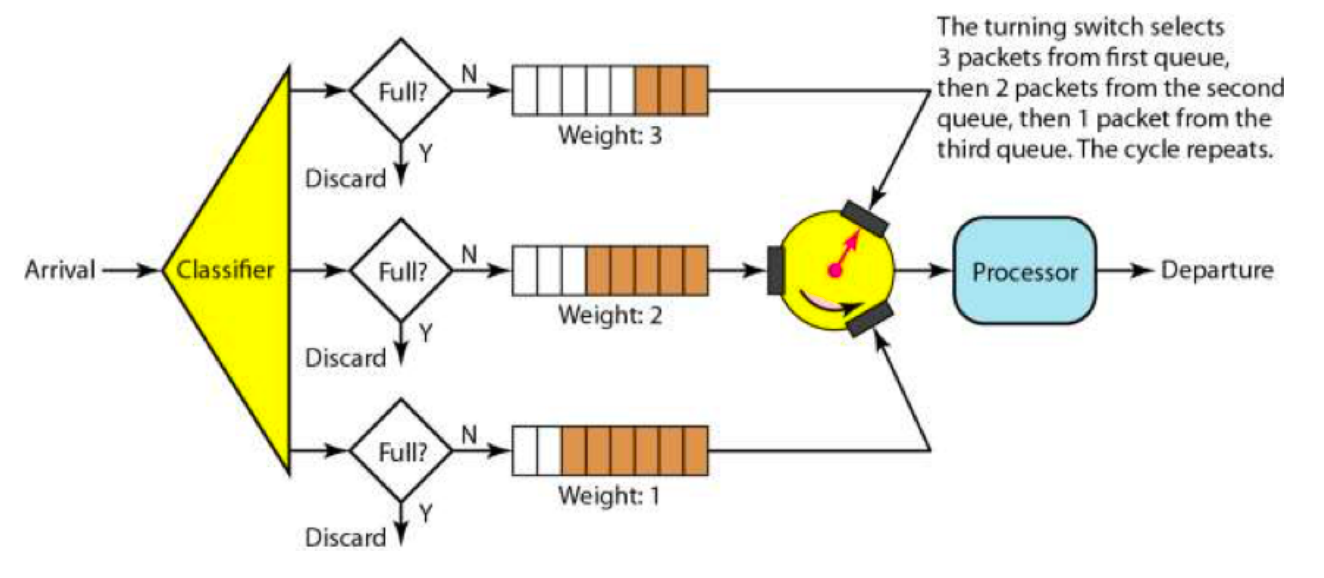 The turning switch selects
3 packets from first queue,
then 2 packets from the second
queue, then 1 packet from the
third queue. The cycle repeats.
Full?
N
Weight: 3
Y
Discard
Arrival
Classifier
Full?
N
Weight: 2
Y
Discard
Processor
Departure
Full?
N
Weight: 1
Y
Discard